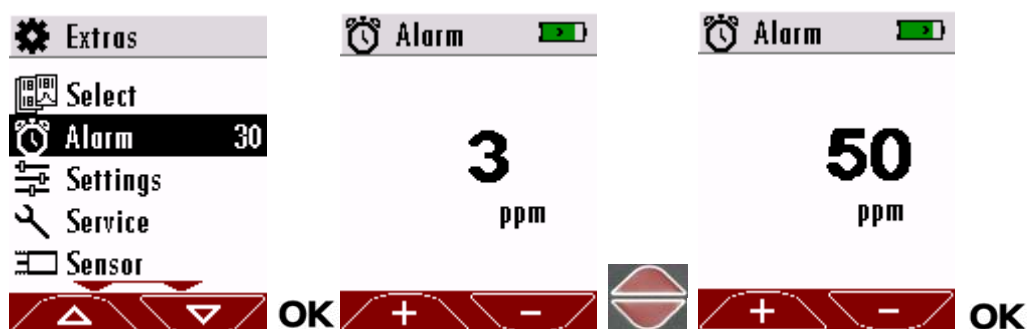 Extras
Select
Alarm 30
Settings
Service
Sensor
OK
Alarm
3
ppm
+ -
Alarm
50
ppm
+ -
OK